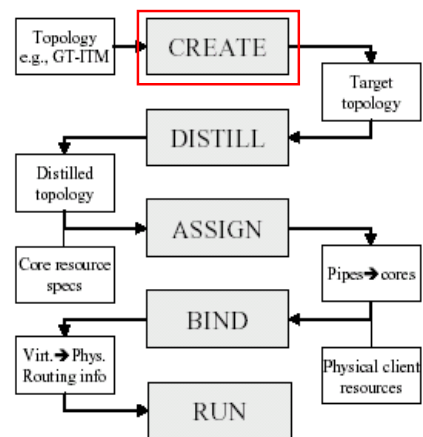 Topology
e.g., GT-ITM
CREATE
Target
topology
DISTILL
Distilled
topology
ASSIGN
Core resource
specs
Pipes➔cores
BIND
Virt.➔Phys.
Routing info
Physical client
resources
RUN